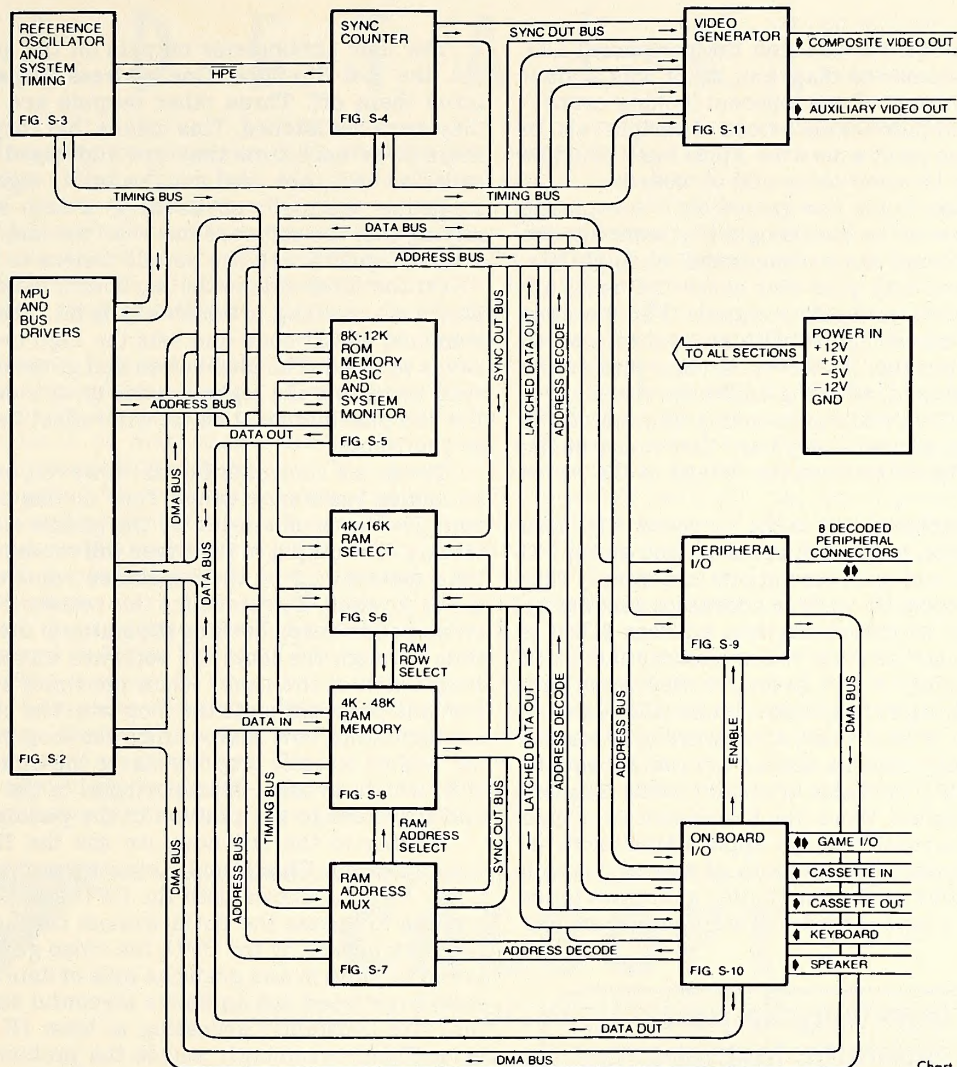 REFERENCE
OSCILLATOR
AND
SYSTEM
TIMING
FIG. S-3
HPE
SYNC
COUNTER
FIG. S-4
SYNC DUT BUS
VIDEO
GENERATOR
FIG. S-11
COMPOSITE VIDEO OUT
AUXILIARY VIDEO OUT
TIMING BUS
TIMING BUS
DATA BUS
ADDRESS BUS
MPU
AND
BUS
DRIVERS
FIG. S-2
ADDRESS BUS
8K-12K
ROM
MEMORY
BASIC
AND
SYSTEM
MONITOR
FIG. S-5
DATA OUT
SYNC OUT BUS
LATCHED DATA OUT
ADDRESS DECODE
TO ALL SECTIONS
POWER IN
+12V
+5V
−5V
−12V
GND
DMA BUS
DATA BUS
4K/16K
RAM
SELECT
FIG. S-6
RAM
RDW
SELECT
DATA IN
4K - 48K
RAM
MEMORY
FIG. S-8
RAM
ADDRESS
SELECT
RAM
ADDRESS
MUX
FIG. S-7
DMA BUS
ADDRESS BUS
TIMING BUS
SYNC OUT BUS
LATCHED DATA OUT
ADDRESS DECODE
ADDRESS BUS
PERIPHERAL
I/O
FIG. S-9
8 DECODED
PERIPHERAL
CONNECTORS
ENABLE
DMA BUS
ON-BOARD
I/O
FIG. S-10
GAME I/O
CASSETTE IN
CASSETTE OUT
KEYBOARD
SPEAKER
ADDRESS DECODE
DATA DUT
DMA BUS
Chart